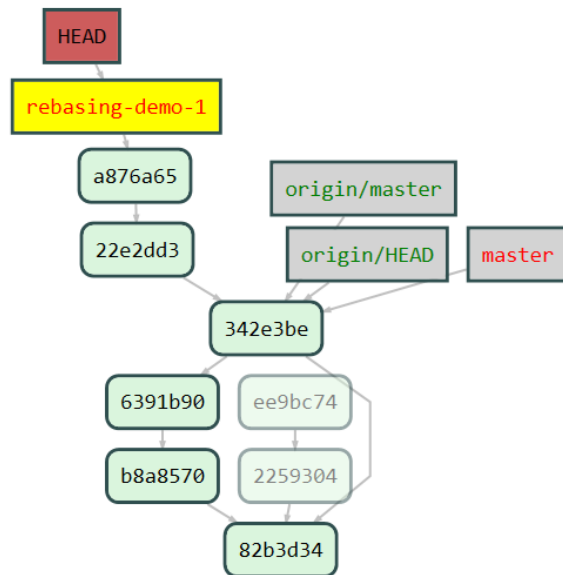 HEAD
rebasing-demo-1
a876a65
origin/master
22e2dd3
origin/HEAD
master
342e3be
6391b90
ee9bc74
b8a8570
2259304
82b3d34